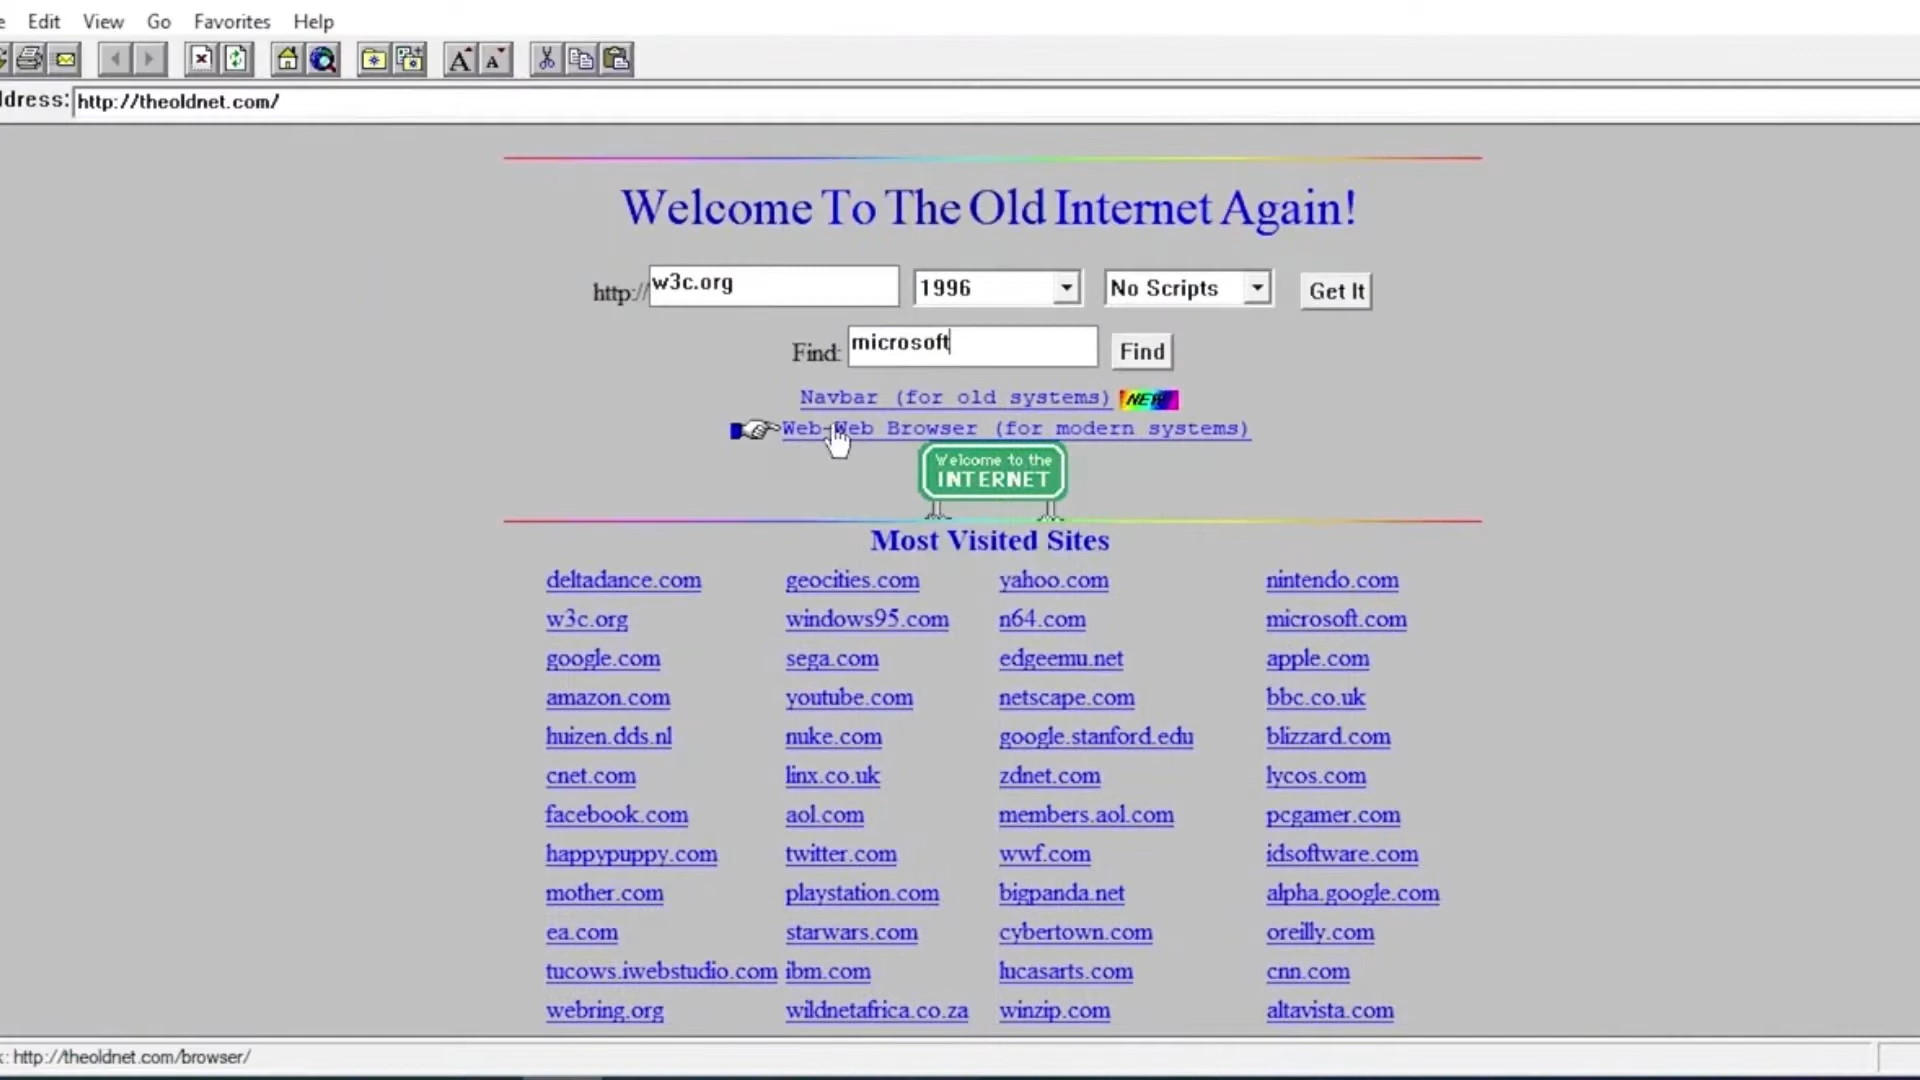 Edit View Go Favorites Help
dress: http://theoldnet.com/
Welcome To The Old Internet Again!
http:// w3c.org 1996 No Scripts Get It
Find: microsoft Find
Navbar (for old systems) NEW
Web-Web Browser (for modern systems)
Welcome to the
INTERNET
Most Visited Sites
deltadance.com geocities.com yahoo.com nintendo.com
w3c.org windows95.com n64.com microsoft.com
google.com sega.com edgeemu.net apple.com
amazon.com youtube.com netscape.com bbc.co.uk
huizen.dds.nl nuke.com google.stanford.edu blizzard.com
cnet.com linx.co.uk zdnet.com lycos.com
facebook.com aol.com members.aol.com pcgamer.com
happypuppy.com twitter.com wwf.com idsoftware.com
mother.com playstation.com bigpanda.net alpha.google.com
ea.com starwars.com cybertown.com oreilly.com
tucows.iwebstudio.com ibm.com lucasarts.com cnn.com
webring.org wildnetafrica.co.za winzip.com altavista.com
: http://theoldnet.com/browser/